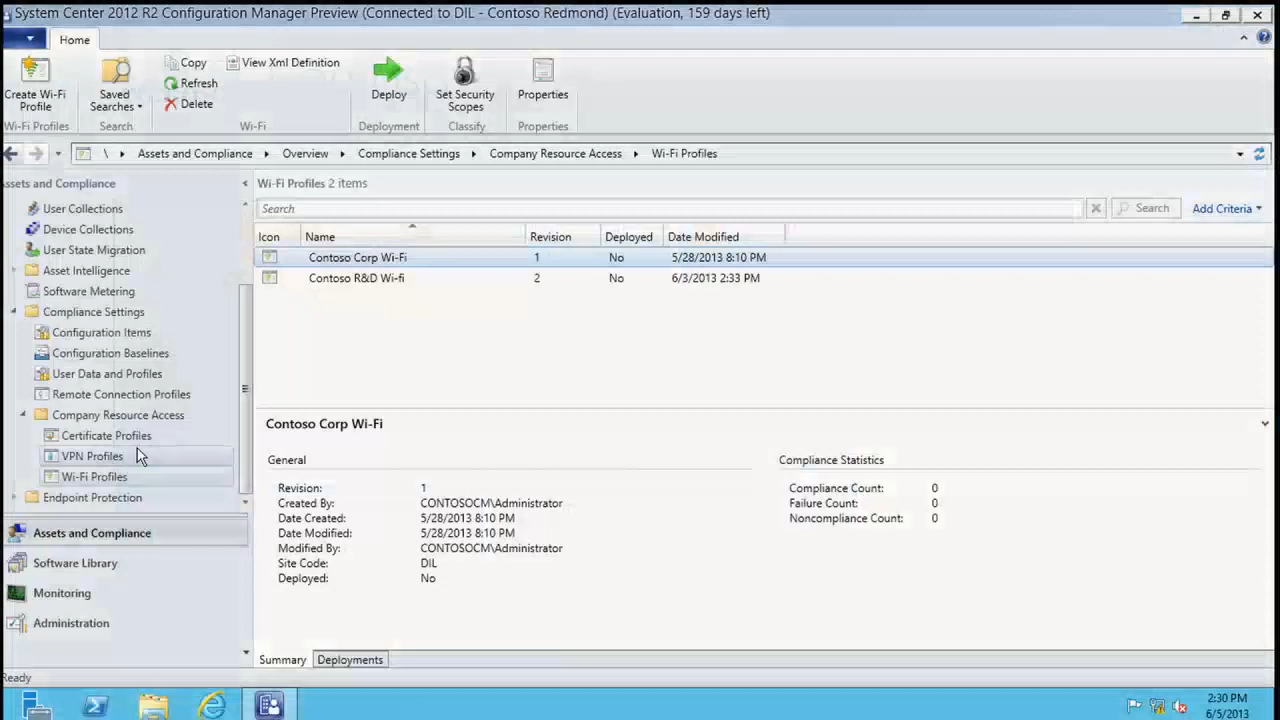 System Center 2012 R2 Configuration Manager Preview (Connected to DIL - Contoso Redmond) (Evaluation, 159 days left)
Home
Create Wi-Fi Profile
Wi-Fi Profiles
Saved Searches
Search
Copy
Refresh
Delete
View Xml Definition
Wi-Fi
Deploy
Deployment
Set Security Scopes
Classify
Properties
Properties
\ Assets and Compliance Overview Compliance Settings Company Resource Access Wi-Fi Profiles
ssets and Compliance
User Collections
Device Collections
User State Migration
Asset Intelligence
Software Metering
Compliance Settings
Configuration Items
Configuration Baselines
User Data and Profiles
Remote Connection Profiles
Company Resource Access
Certificate Profiles
VPN Profiles
Wi-Fi Profiles
Endpoint Protection
Assets and Compliance
Software Library
Monitoring
Administration
Wi-Fi Profiles 2 items
Search
Search
Add Criteria
Icon Name Revision Deployed Date Modified
Contoso Corp Wi-Fi 1 No 5/28/2013 8:10 PM
Contoso R&D Wi-fi 2 No 6/3/2013 2:33 PM
Contoso Corp Wi-Fi
General
Revision: 1
Created By: CONTOSOCM\Administrator
Date Created: 5/28/2013 8:10 PM
Date Modified: 5/28/2013 8:10 PM
Modified By: CONTOSOCM\Administrator
Site Code: DIL
Deployed: No
Compliance Statistics
Compliance Count: 0
Failure Count: 0
Noncompliance Count: 0
Summary Deployments
Ready
2:30 PM
6/5/2013